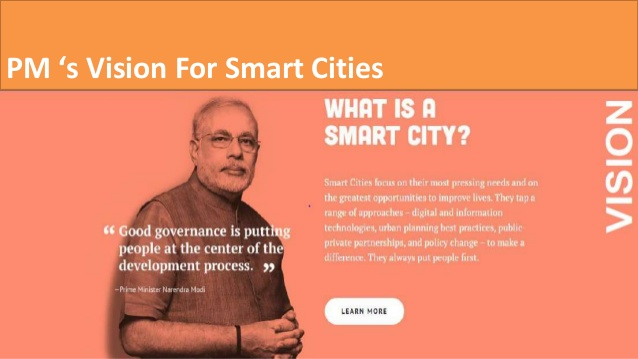 PM ‘s Vision For Smart Cities
WHAT IS A
SMART CITY?
VISION
Smart Cities focus on their most pressing needs and on
the greatest opportunities to improve lives. They tap a
range of approaches – digital and information
technologies, urban planning best practices, public-
private partnerships, and policy change – to make a
difference. They always put people first.
“ Good governance is putting
people at the center of the
development process. ”
– Prime Minister Narendra Modi
LEARN MORE